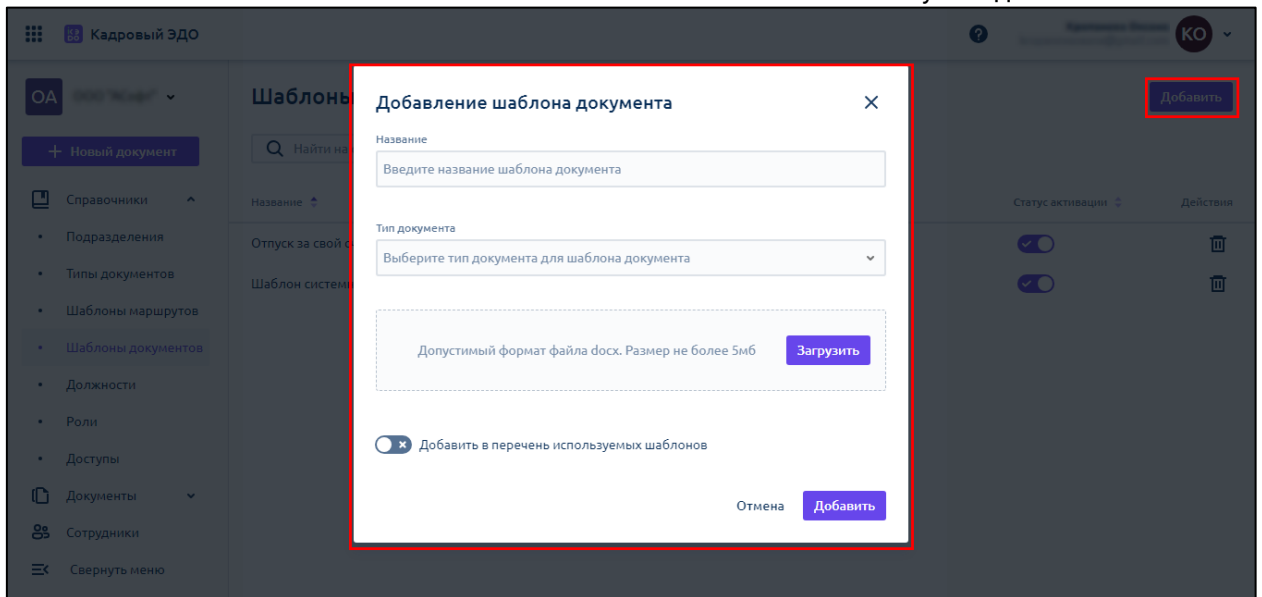 Кадровый ЭДО
КО
ОА
Шаблоны
Добавить
+ Новый документ
Найти на
Справочники
Название
Статус активации
Действия
Подразделения
Отпуск за свой
Типы документов
Шаблон
Шаблоны маршрутов
Шаблоны документов
Должности
Роли
Доступы
Документы
Сотрудники
Свернуть меню
Добавление шаблона документа
Название
Введите название шаблона документа
Тип документа
Выберите тип документа для шаблона документа
Допустимый формат файла docx. Размер не более 5мб
Загрузить
Добавить в перечень используемых шаблонов
Отмена
Добавить